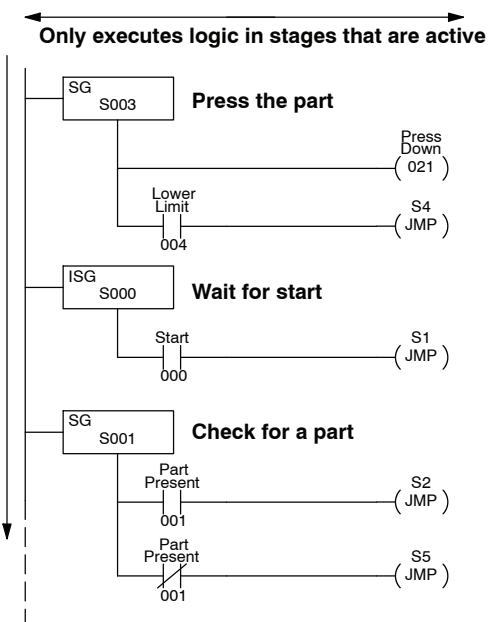 Only executes logic in stages that are active
SG
S003
Press the part
Press
Down
021
Lower
Limit
004
S4
JMP
ISG
S000
Wait for start
Start
000
S1
JMP
SG
S001
Check for a part
Part
Present
001
S2
JMP
Part
Present
001
S5
JMP